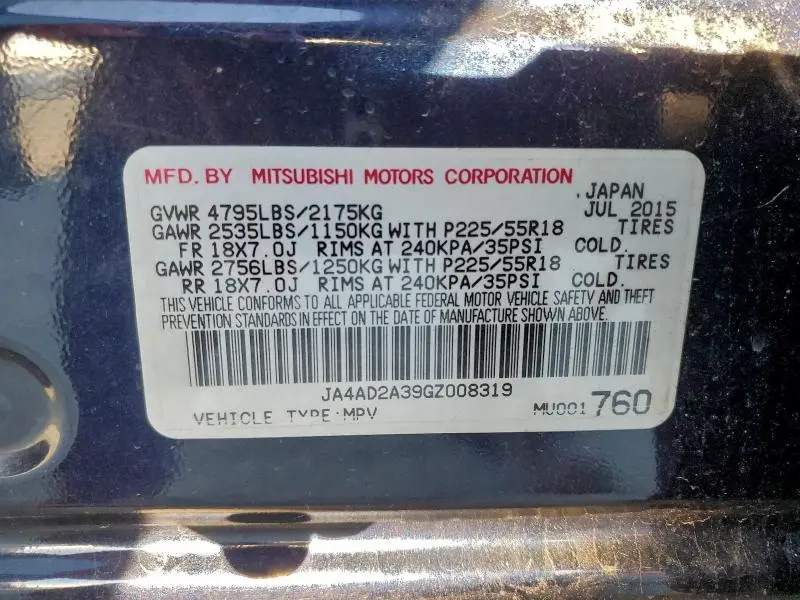 MFD. BY MITSUBISHI MOTORS CORPORATION
, JAPAN
GVWR 4795LBS/2175KG JUL 2015
GAWR 2535LBS/1150KG WITH P225/55R18 TIRES
FR 18X7.0J RIMS AT 240KPA/35PSI COLD.
GAWR 2756LBS/1250KG WITH P225/55R18 TIRES
RR 18X7.0J RIMS AT 240KPA/35PSI COLD.
THIS VEHICLE CONFORMS TO ALL APPLICABLE FEDERAL MOTOR VEHICLE SAFETY AND THEFT
PREVENTION STANDARDS IN EFFECT ON THE DATE OF MANUFACTURE SHOWN ABOVE.
JA4AD2A39GZ008319
VEHICLE TYPE:MPV MU001760